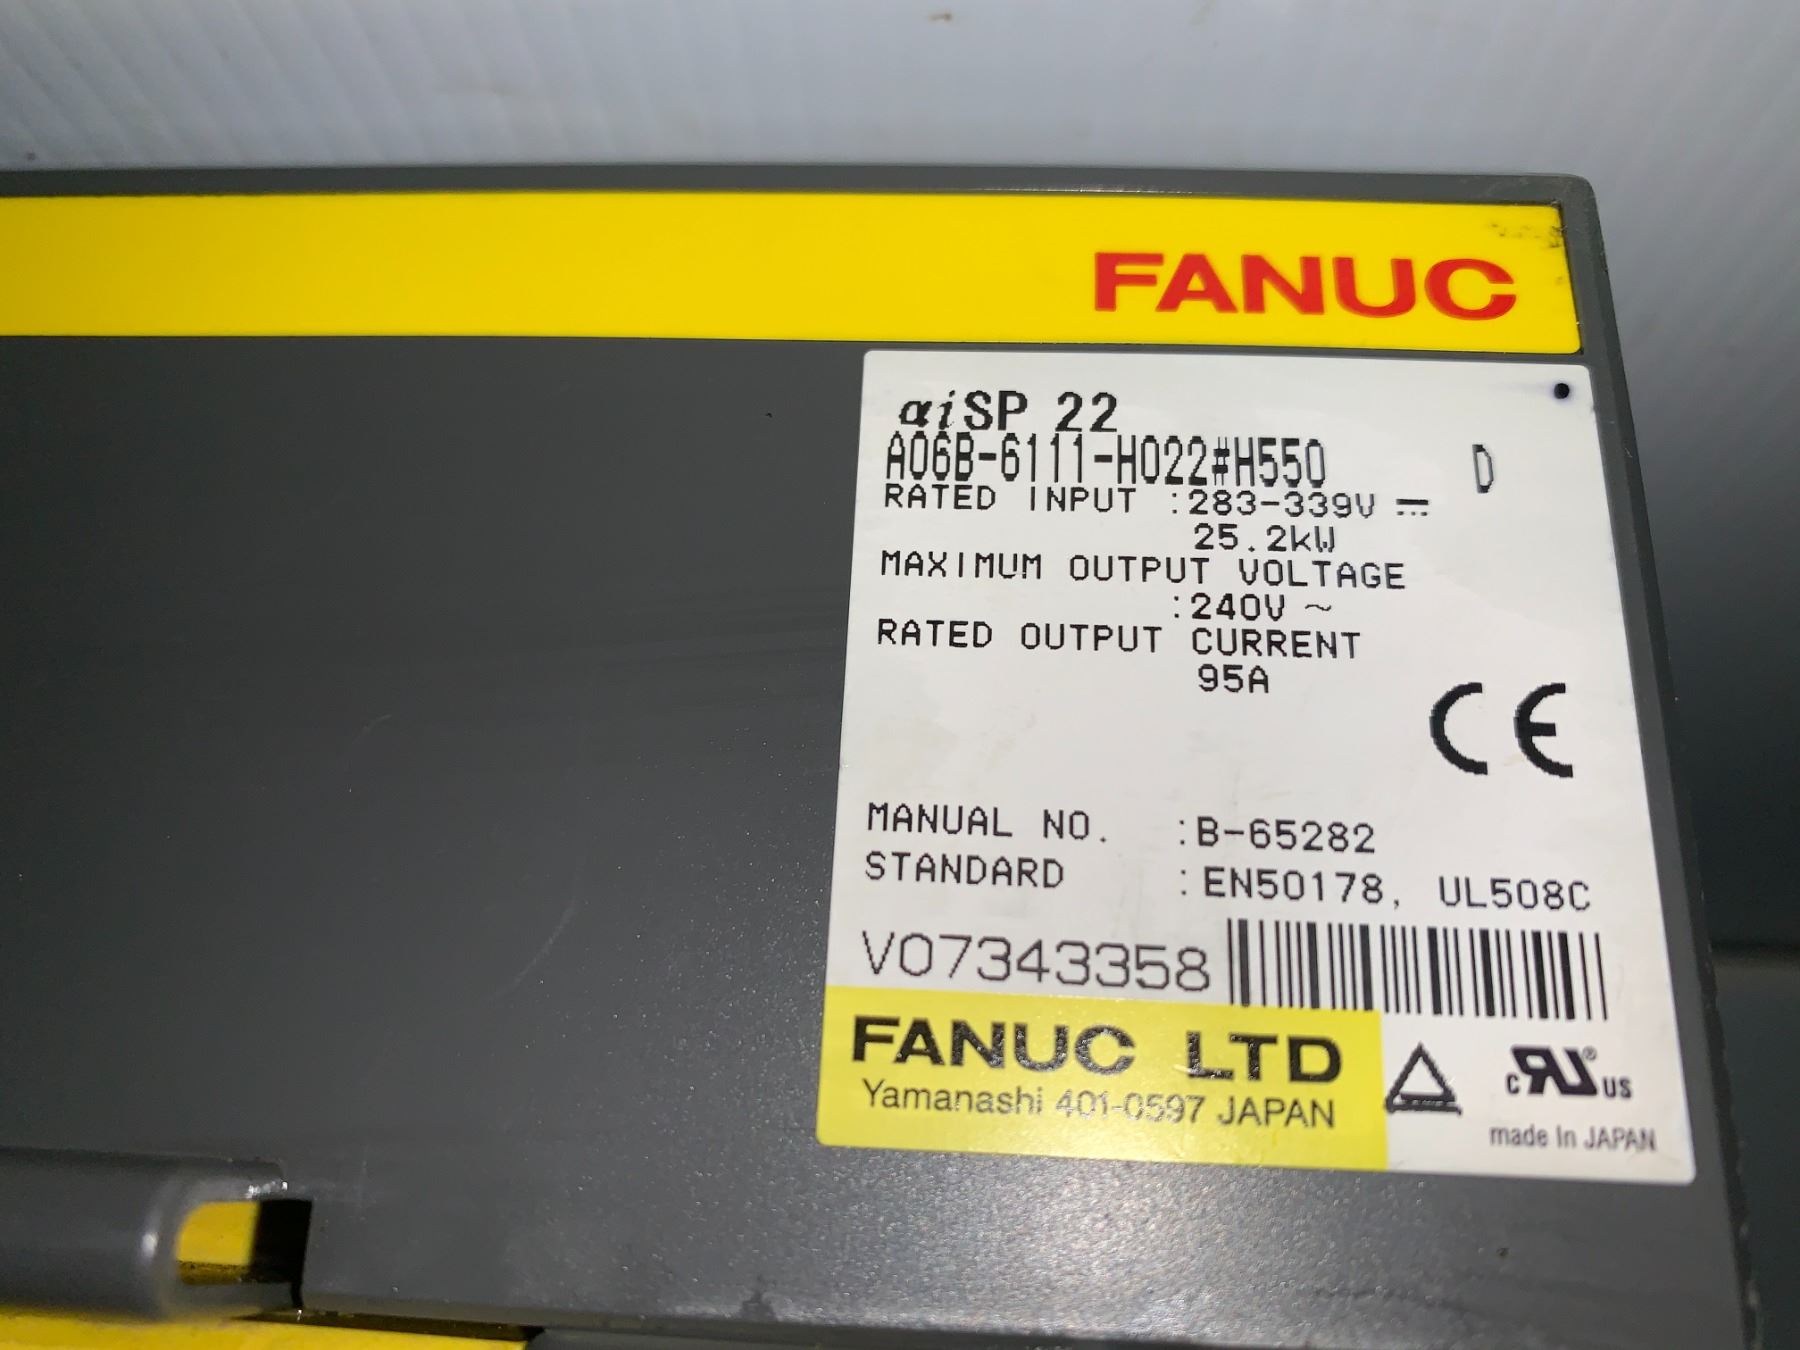 FANUC
αiSP 22
A06B-6111-H022#H550 D
RATED INPUT :283-339V ⎓
25.2kW
MAXIMUM OUTPUT VOLTAGE
:240V ~
RATED OUTPUT CURRENT
95A
CE
MANUAL NO. :B-65282
STANDARD :EN50178, UL508C
V07343358
FANUC LTD
Yamanashi 401-0597 JAPAN
c RU ® US
made In JAPAN